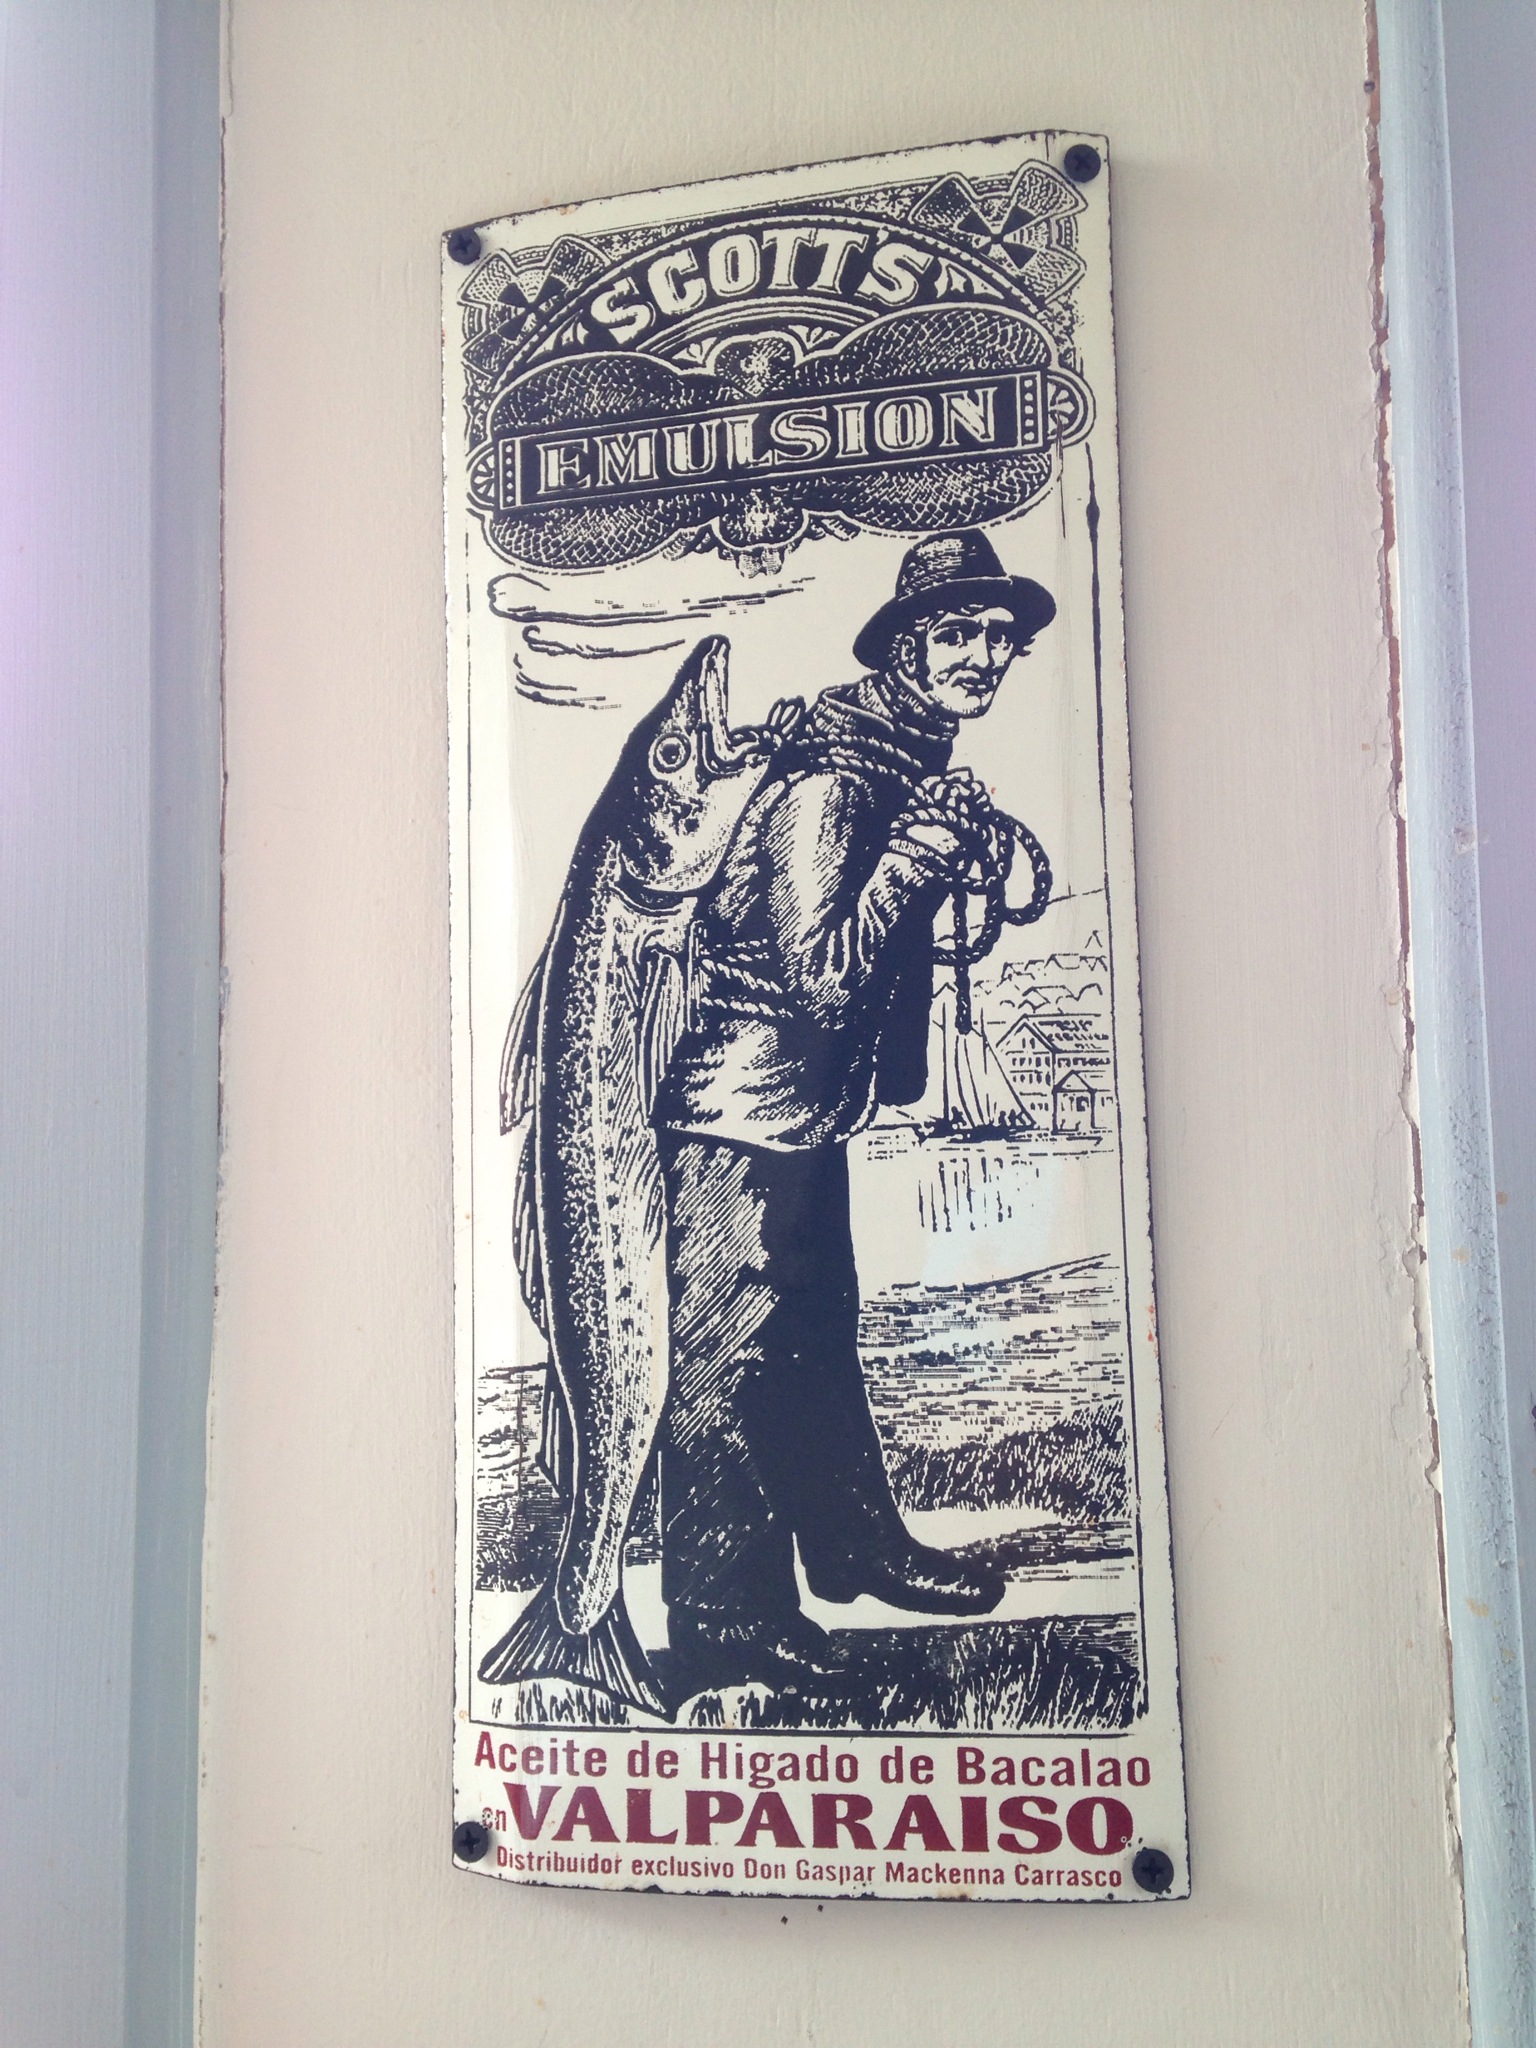 SCOTT'S
EMULSION
Aceite de Higado de Bacalao
en VALPARAISO
Distribuidor exclusivo Don Gaspar Mackenna Carrasco